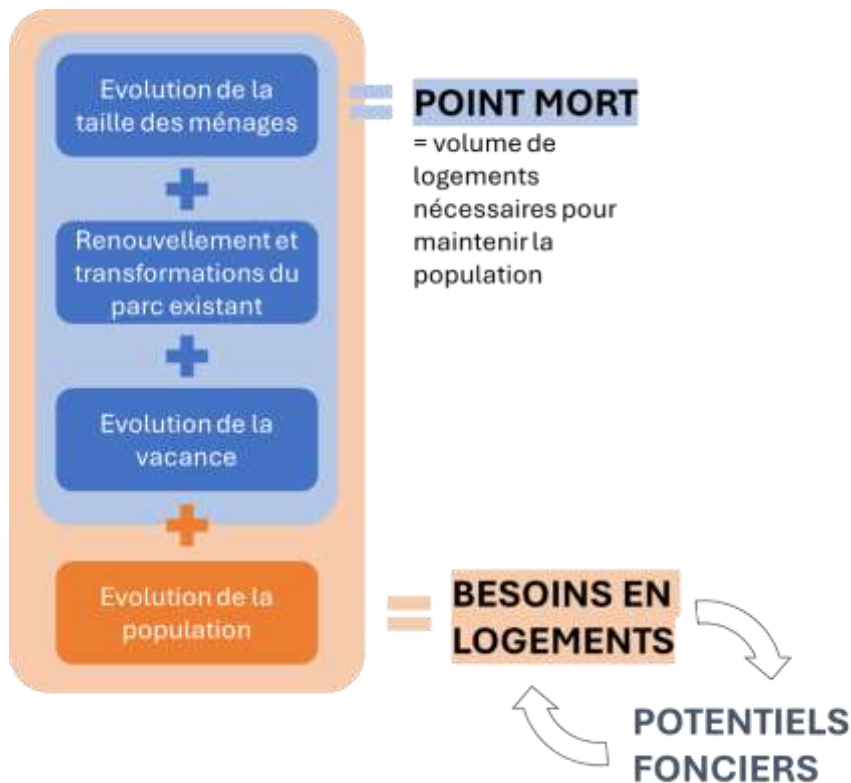 Evolution de la
taille des ménages
=
POINT MORT
= volume de
logements
nécessaires pour
maintenir la
population
+
Renouvellement et
transformations du
parc existant
+
Evolution de la
vacance
+
Evolution de la
population
=
BESOINS EN
LOGEMENTS
POTENTIELS
FONCIERS